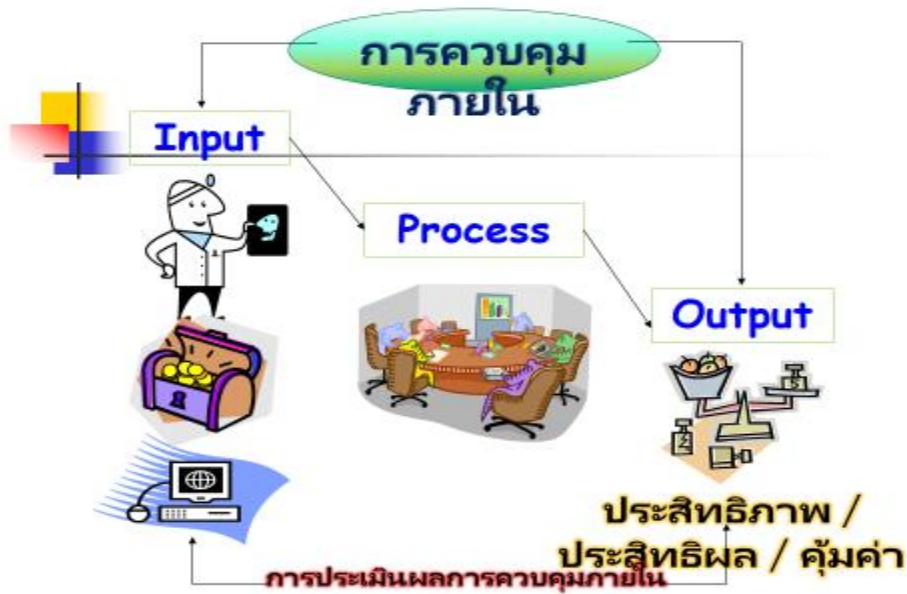 การควบคุม
ภายใน
Input
Process
Output
ประสิทธิภาพ /
ประสิทธิผล / คุ้มค่า
การประเมินผลการควบคุมภายใน